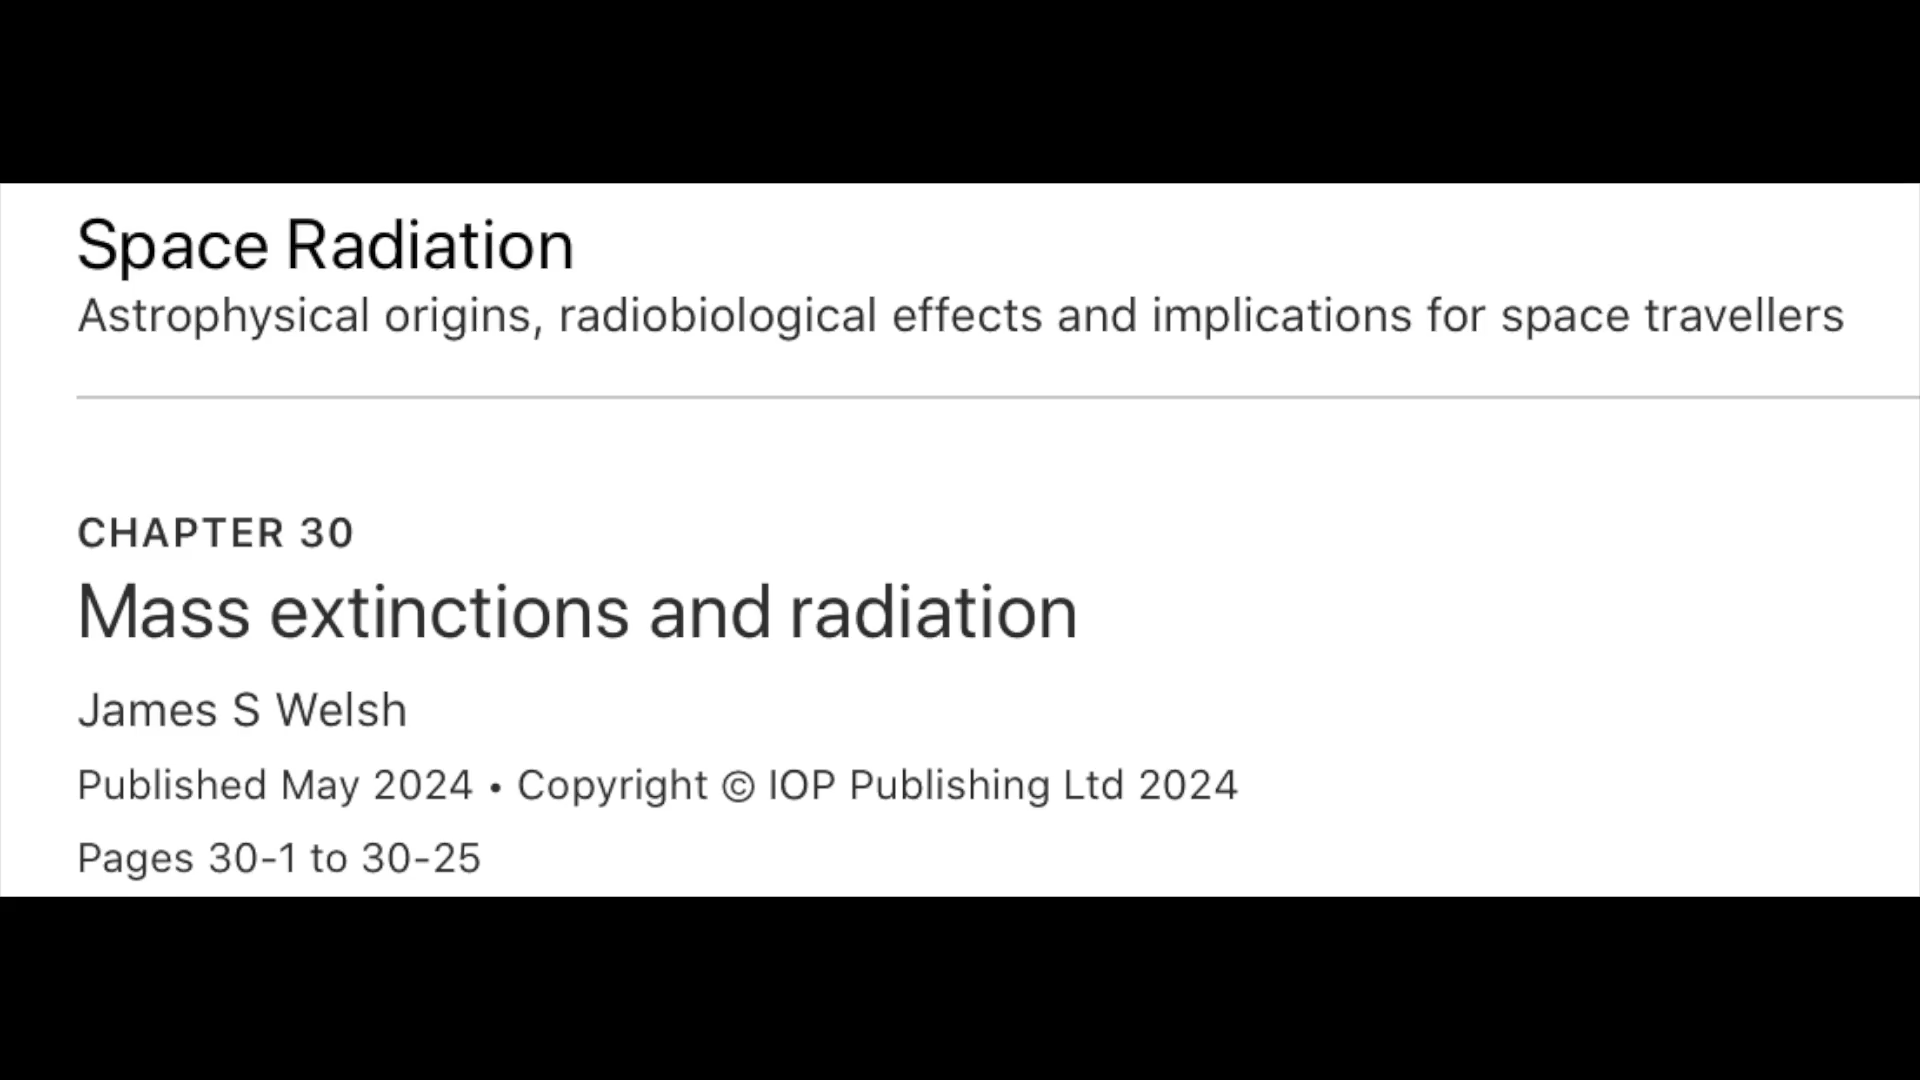 Space Radiation
Astrophysical origins, radiobiological effects and implications for space travellers
CHAPTER 30
Mass extinctions and radiation
James S Welsh
Published May 2024 • Copyright © IOP Publishing Ltd 2024
Pages 30-1 to 30-25